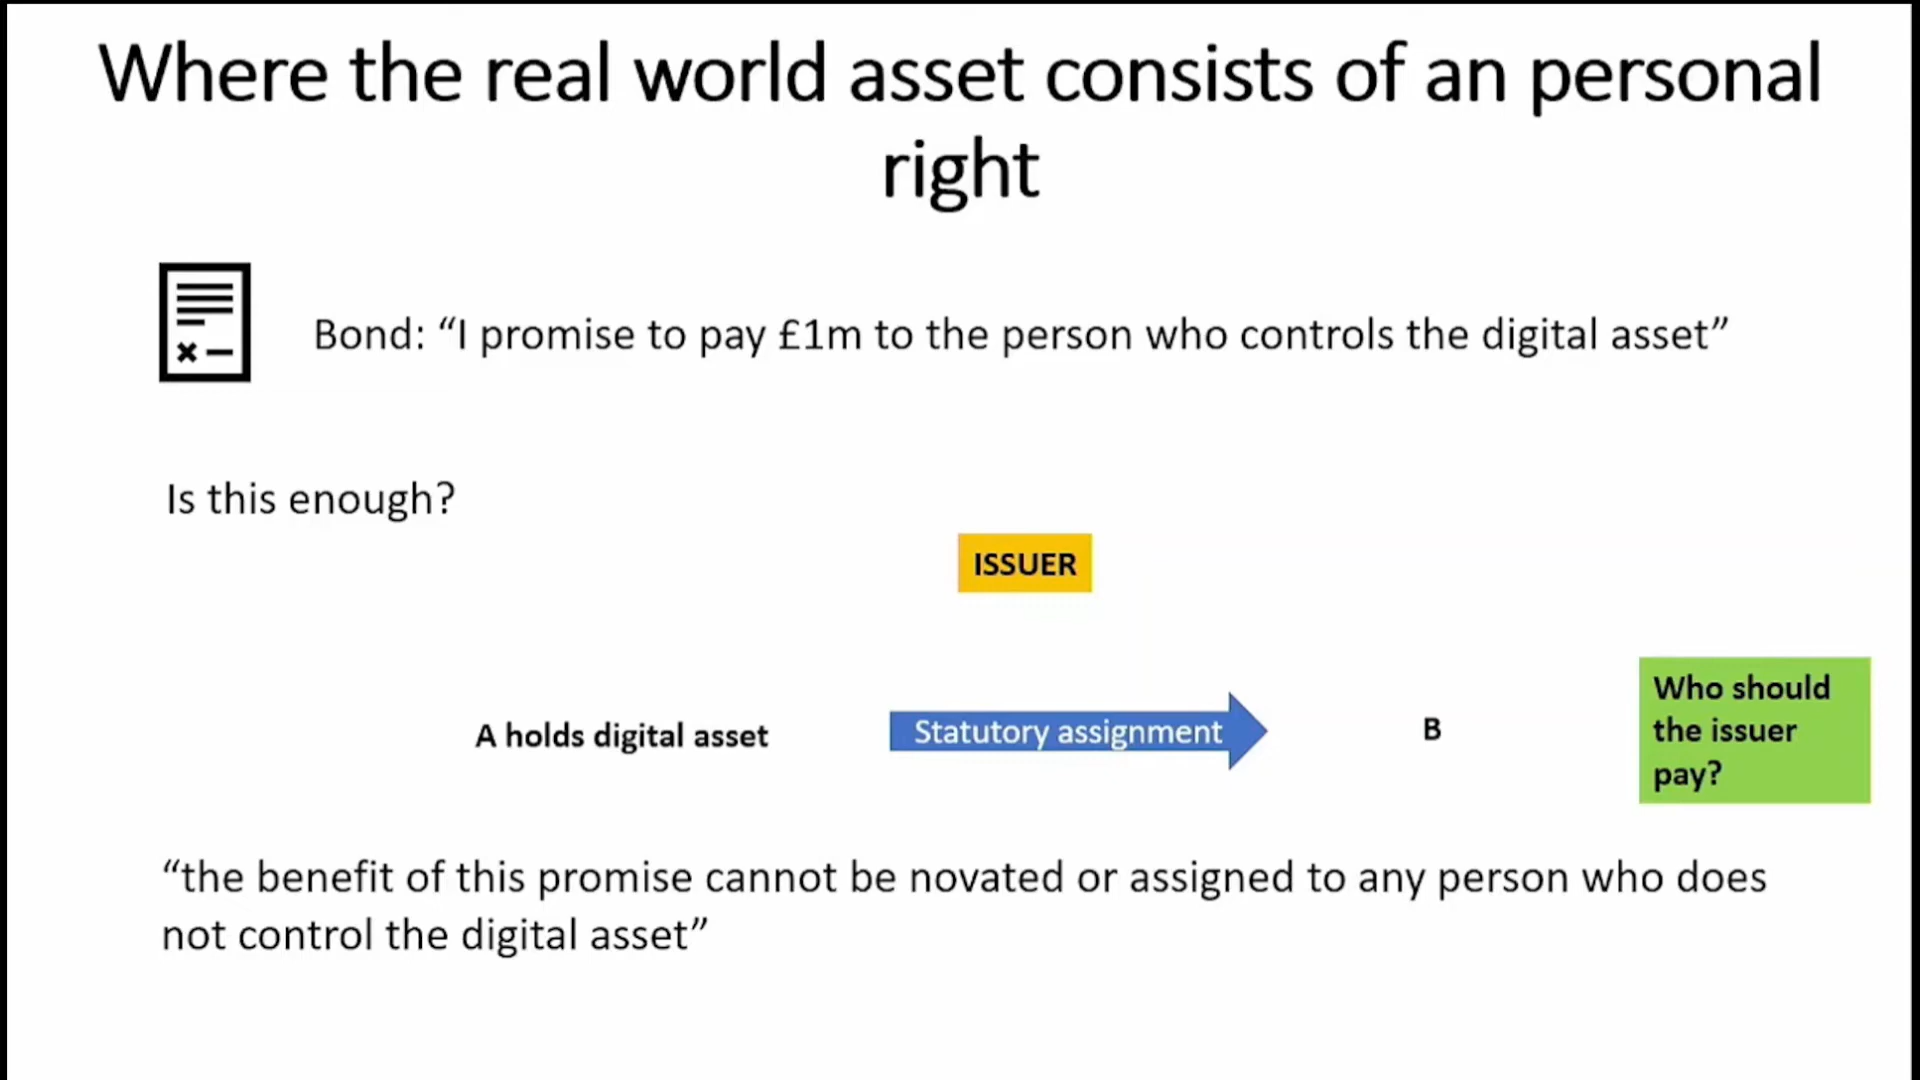 Where the real world asset consists of an personal
right
Bond: “I promise to pay £1m to the person who controls the digital asset”
Is this enough?
ISSUER
A holds digital asset
Statutory assignment
B
Who should
the issuer
pay?
“the benefit of this promise cannot be novated or assigned to any person who does
not control the digital asset”